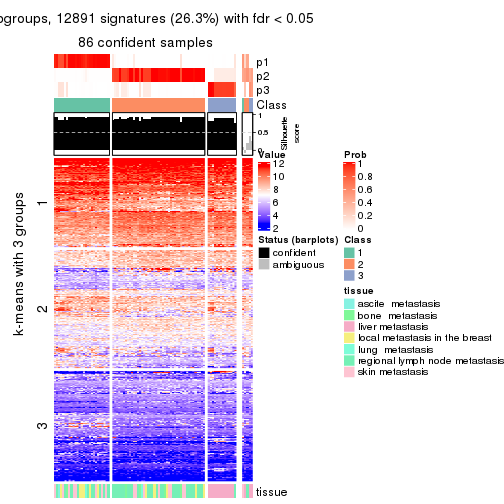 ogroups, 12891 signatures (26.3%) with fdr < 0.05
86 confident samples
p1
p2
p3
Class
1
0.5
0
Silhouette
score
k-means with 3 groups
1
2
3
Value
12
10
8
6
4
2
Prob
1
0.8
0.6
0.4
0.2
0
Status (barplots)
confident
ambiguous
Class
1
2
3
tissue
ascite metastasis
bone metastasis
liver metastasis
local metastasis in the breast
lung metastasis
regional lymph node metastasis
skin metastasis
tissue